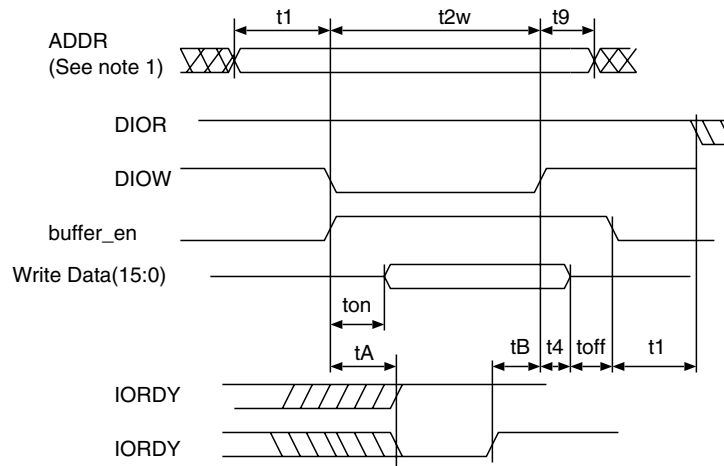 t1 t2w t9
ADDR
(See note 1)
DIOR
DIOW
buffer_en
Write Data(15:0)
ton
tA tB t4 toff t1
IORDY
IORDY